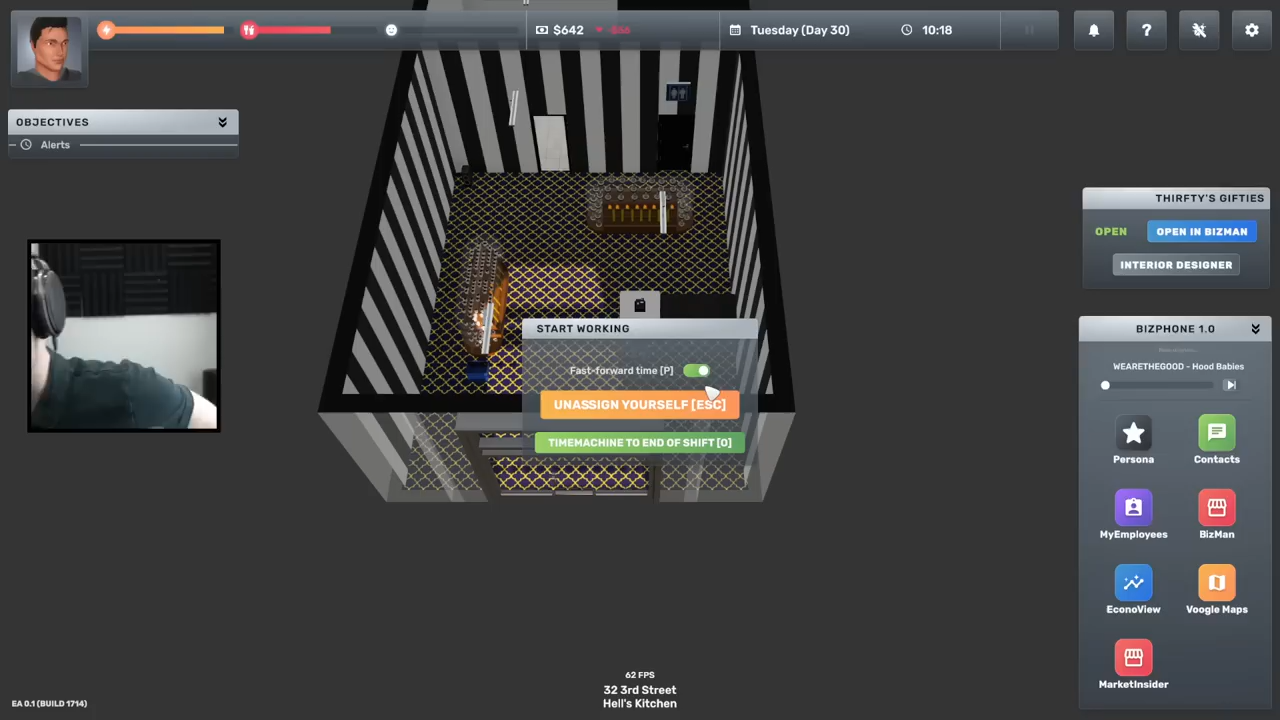 $642
Tuesday (Day 30)
10:18
?
OBJECTIVES
Alerts
THIRFTY'S GIFTIES
OPEN
OPEN IN BIZMAN
INTERIOR DESIGNER
START WORKING
Fast-forward time [P]
UNASSIGN YOURSELF [ESC]
TIMEMACHINE TO END OF SHIFT [O]
BIZPHONE 1.0
WEARETHEGOOD - Hood Babies
Persona
Contacts
MyEmployees
BizMan
EconoView
Voogle Maps
MarketInsider
62 FPS
32 3rd Street
Hell's Kitchen
EA 0.1 (BUILD 1714)